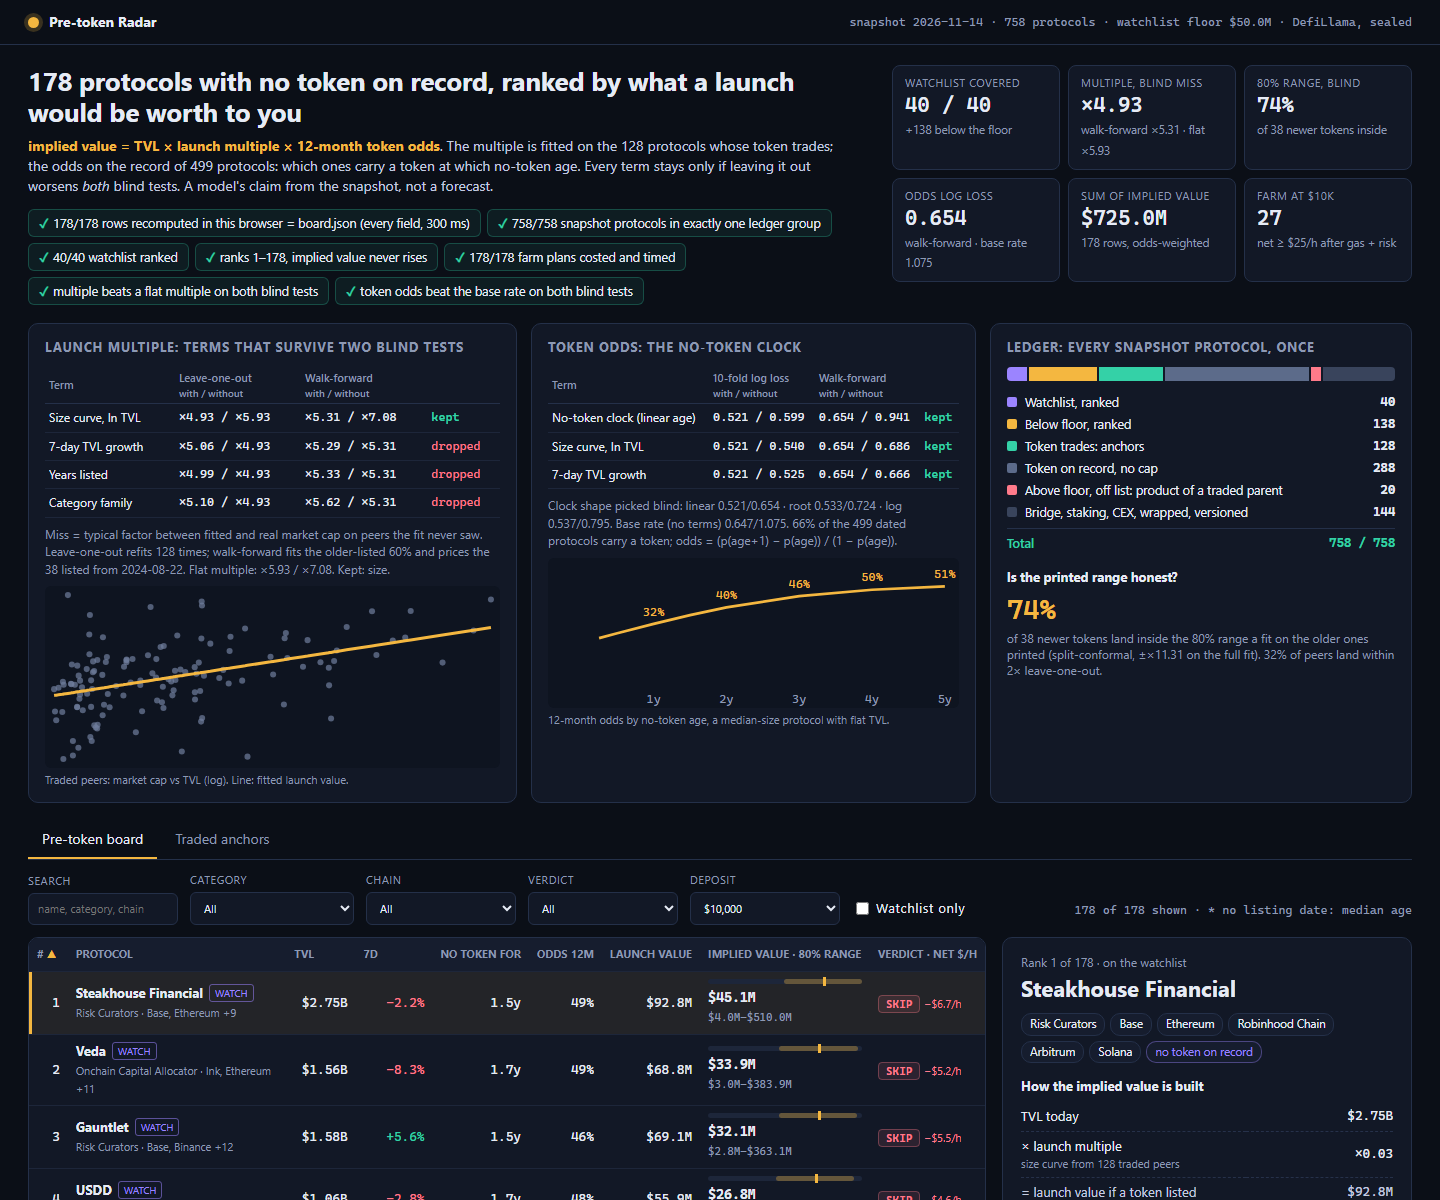 Pre-token Radar
snapshot 2026-11-14 · 758 protocols · watchlist floor $50.0M · DefiLlama, sealed
178 protocols with no token on record, ranked by what a launch
would be worth to you
implied value = TVL × launch multiple × 12-month token odds. The multiple is fitted on the 128 protocols whose token trades;
the odds on the record of 499 protocols: which ones carry a token at which no-token age. Every term stays only if leaving it out
worsens both blind tests. A model's claim from the snapshot, not a forecast.
✓ 178/178 rows recomputed in this browser = board.json (every field, 300 ms)
✓ 758/758 snapshot protocols in exactly one ledger group
✓ 40/40 watchlist ranked
✓ ranks 1–178, implied value never rises
✓ 178/178 farm plans costed and timed
✓ multiple beats a flat multiple on both blind tests
✓ token odds beat the base rate on both blind tests
WATCHLIST COVERED
40 / 40
+138 below the floor
MULTIPLE, BLIND MISS
×4.93
walk-forward ×5.31 · flat
×5.93
80% RANGE, BLIND
74%
of 38 newer tokens inside
ODDS LOG LOSS
0.654
walk-forward · base rate
1.075
SUM OF IMPLIED VALUE
$725.0M
178 rows, odds-weighted
FARM AT $10K
27
net ≥ $25/h after gas + risk
LAUNCH MULTIPLE: TERMS THAT SURVIVE TWO BLIND TESTS
Term Leave-one-out with / without Walk-forward with / without
Size curve, ln TVL ×4.93 / ×5.93 ×5.31 / ×7.08 kept
7-day TVL growth ×5.06 / ×4.93 ×5.29 / ×5.31 dropped
Years listed ×4.99 / ×4.93 ×5.33 / ×5.31 dropped
Category family ×5.10 / ×4.93 ×5.62 / ×5.31 dropped
Miss = typical factor between fitted and real market cap on peers the fit never saw.
Leave-one-out refits 128 times; walk-forward fits the older-listed 60% and prices the
38 listed from 2024-08-22. Flat multiple: ×5.93 / ×7.08. Kept: size.
Traded peers: market cap vs TVL (log). Line: fitted launch value.
TOKEN ODDS: THE NO-TOKEN CLOCK
Term 10-fold log loss with / without Walk-forward with / without
No-token clock (linear age) 0.521 / 0.599 0.654 / 0.941 kept
Size curve, ln TVL 0.521 / 0.540 0.654 / 0.686 kept
7-day TVL growth 0.521 / 0.525 0.654 / 0.666 kept
Clock shape picked blind: linear 0.521/0.654 · root 0.533/0.724 · log
0.537/0.795. Base rate (no terms) 0.647/1.075. 66% of the 499 dated
protocols carry a token; odds = (p(age+1) − p(age)) / (1 − p(age)).
32% 40% 46% 50% 51%
1y 2y 3y 4y 5y
12-month odds by no-token age, a median-size protocol with flat TVL.
LEDGER: EVERY SNAPSHOT PROTOCOL, ONCE
Watchlist, ranked 40
Below floor, ranked 138
Token trades: anchors 128
Token on record, no cap 288
Above floor, off list: product of a traded parent 20
Bridge, staking, CEX, wrapped, versioned 144
Total 758 / 758
Is the printed range honest?
74%
of 38 newer tokens land inside the 80% range a fit on the older ones
printed (split-conformal, ±×11.31 on the full fit). 32% of peers land within
2× leave-one-out.
Pre-token board Traded anchors
SEARCH CATEGORY CHAIN VERDICT DEPOSIT
name, category, chain All All All $10,000 Watchlist only
178 of 178 shown · * no listing date: median age
# ▲ PROTOCOL TVL 7D NO TOKEN FOR ODDS 12M LAUNCH VALUE IMPLIED VALUE · 80% RANGE VERDICT · NET $/H
1 Steakhouse Financial WATCH $2.75B −2.2% 1.5y 49% $92.8M $45.1M SKIP −$6.7/h
Risk Curators · Base, Ethereum +9 $4.0M–$510.0M
2 Veda WATCH $1.56B −8.3% 1.7y 49% $68.8M $33.9M SKIP −$5.2/h
Onchain Capital Allocator · Ink, Ethereum
+11 $3.0M–$383.9M
3 Gauntlet WATCH $1.58B +5.6% 1.5y 46% $69.1M $32.1M SKIP −$5.5/h
Risk Curators · Base, Binance +12 $2.8M–$363.1M
4 USDD WATCH $1.06B −2.8% 1.7y 48% $55.9M $26.8M SKIP −$4.6/h
Rank 1 of 178 · on the watchlist
Steakhouse Financial
Risk Curators Base Ethereum Robinhood Chain
Arbitrum Solana no token on record
How the implied value is built
TVL today $2.75B
× launch multiple ×0.03
size curve from 128 traded peers
= launch value if a token listed $92.8M